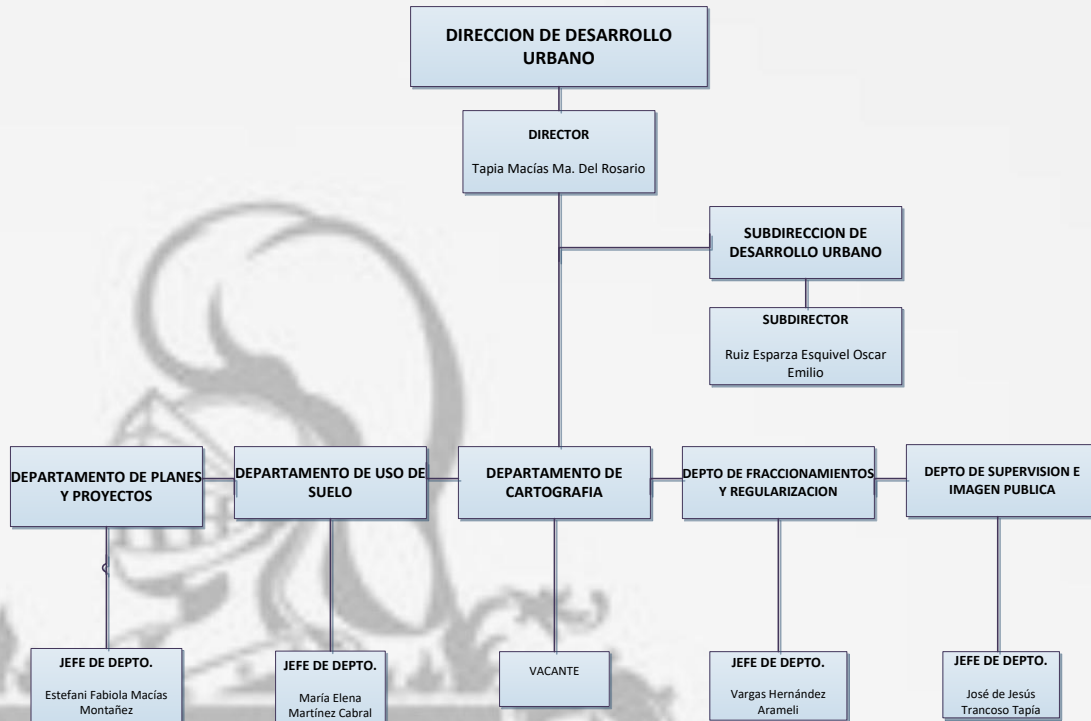 DIRECCION DE DESARROLLO
URBANO
DIRECTOR
Tapia Macías Ma. Del Rosario
SUBDIRECCION DE
DESARROLLO URBANO
SUBDIRECTOR
Ruiz Esparza Esquivel Oscar
Emilio
DEPARTAMENTO DE PLANES
Y PROYECTOS
DEPARTAMENTO DE USO DE
SUELO
DEPARTAMENTO DE
CARTOGRAFIA
DEPTO DE FRACCIONAMIENTOS
Y REGULARIZACION
DEPTO DE SUPERVISION E
IMAGEN PUBLICA
JEFE DE DEPTO.
Estefani Fabiola Macías
Montañez
JEFE DE DEPTO.
María Elena
Martínez Cabral
VACANTE
JEFE DE DEPTO.
Vargas Hernández
Arameli
JEFE DE DEPTO.
José de Jesús
Trancoso Tapía